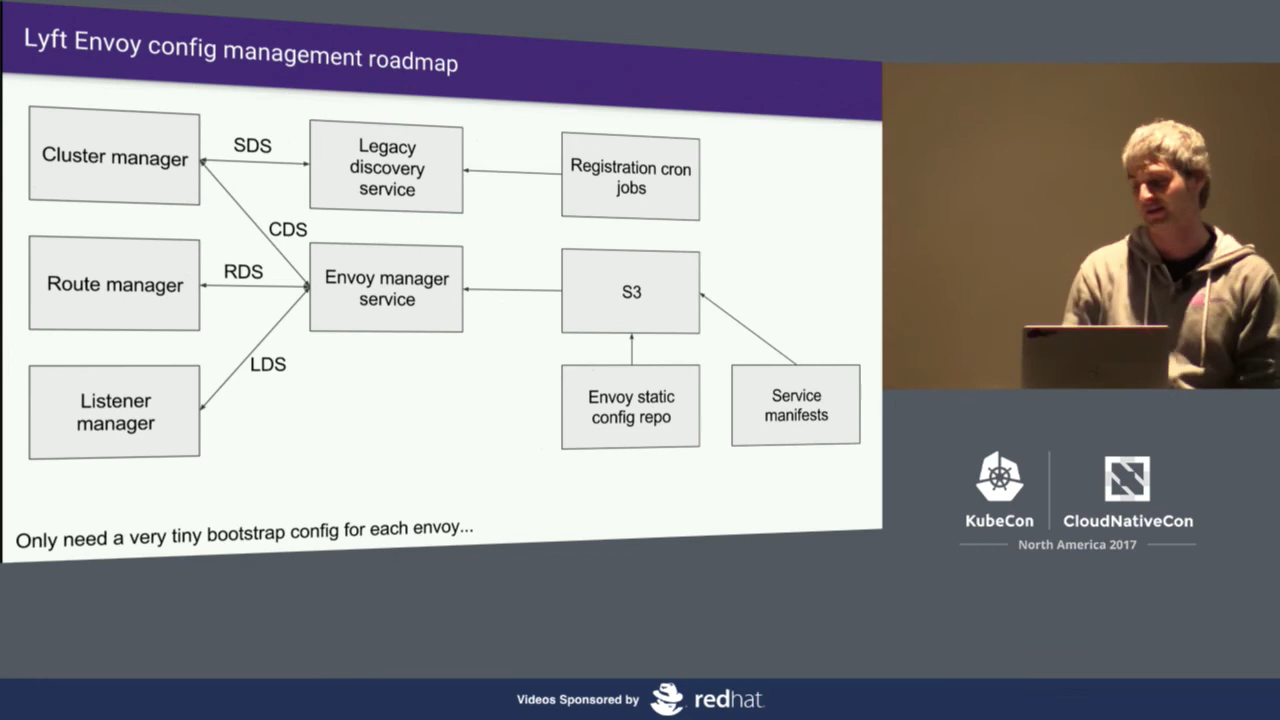 Lyft Envoy config management roadmap
Cluster manager
SDS
Legacy
discovery
service
Registration cron
jobs
CDS
Route manager
RDS
Envoy manager
service
S3
LDS
Listener
manager
Envoy static
config repo
Service
manifests
Only need a very tiny bootstrap config for each envoy...
KubeCon
CloudNativeCon
North America 2017
Videos Sponsored by
redhat.